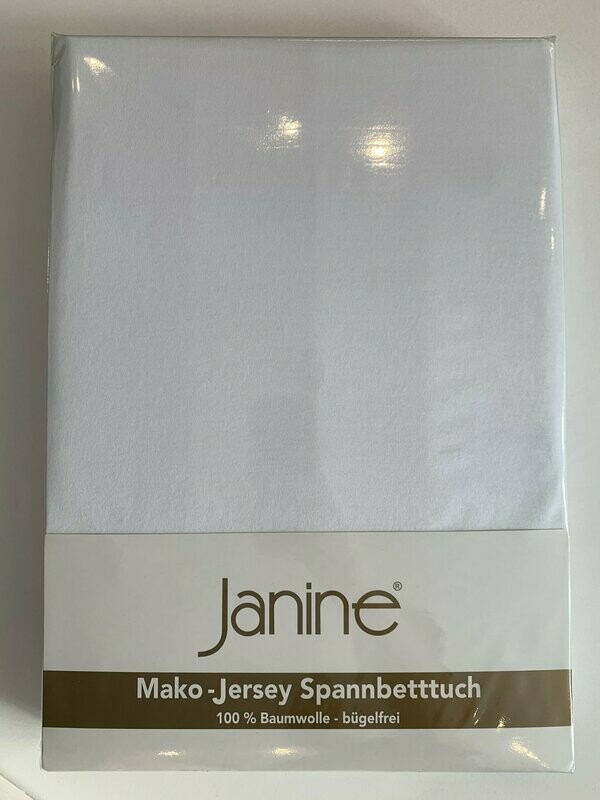 Janine®
Mako-Jersey Spannbetttuch
100 % Baumwolle - bügelfrei